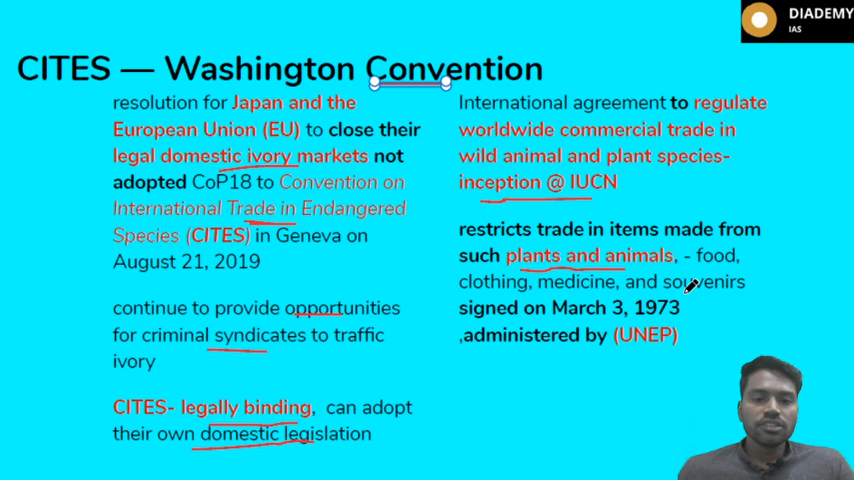 DIADEMY
IAS
CITES — Washington Convention
resolution for Japan and the
European Union (EU) to close their
legal domestic ivory markets not
adopted CoP18 to Convention on
International Trade in Endangered
Species (CITES) in Geneva on
August 21, 2019
continue to provide opportunities
for criminal syndicates to traffic
ivory
CITES- legally binding, can adopt
their own domestic legislation
International agreement to regulate
worldwide commercial trade in
wild animal and plant species-
inception @ IUCN
restricts trade in items made from
such plants and animals, - food,
clothing, medicine, and souvenirs
signed on March 3, 1973
,administered by (UNEP)